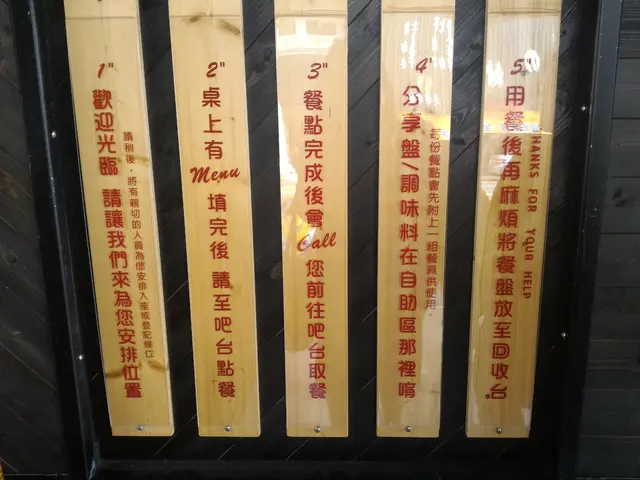 1"
歡迎光臨 請讓我們來為您安排位置
請稍後，將有親切的人員為您安排入座或登記候位
2"
桌上有 Menu 填完後 請至吧台點餐
3"
餐點完成後會 Call 您前往吧台取餐
4"
分享盤/調味料在自助區那裡唷
每份餐點會先附上一組餐具供使用。
5"
用餐後再麻煩將餐盤放至回收台。
THANKS FOR YOUR HELP